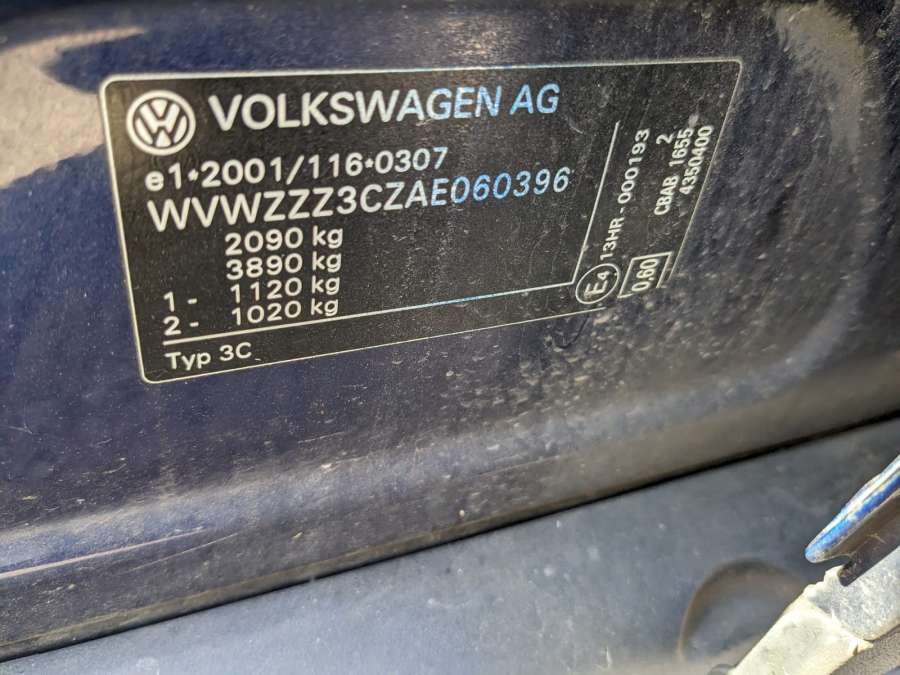 VOLKSWAGEN AG
e1*2001/116*0307
WVWZZZ3CZAE060396
2090 kg
3890 kg
1- 1120 kg
2- 1020 kg
Typ 3C
E4 13HR-000193
0,60
2
CBAB 1655
4350400